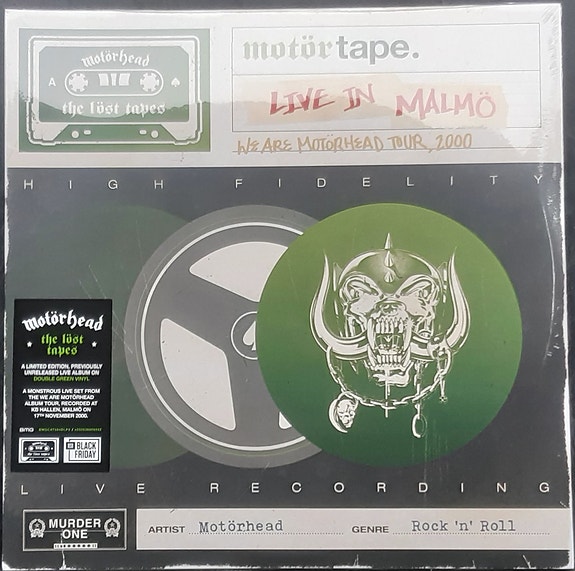 motörhead
A
the löst tapes
motörtape.
LIVE IN MALMÖ
WE ARE MOTÖRHEAD TOUR, 2000
HIGH FIDELITY
motörhead
the löst
tapes
A LIMITED EDITION, PREVIOUSLY
UNRELEASED LIVE ALBUM ON
DOUBLE GREEN VINYL
A MONSTROUS LIVE SET FROM
THE WE ARE MOTÖRHEAD
ALBUM TOUR, RECORDED AT
KB HALLEN, MALMÖ ON
17TH NOVEMBER 2000.
BMG
BLACK
FRIDAY
LIVE RECORDING
MURDER
ONE
ARTIST Motörhead
GENRE Rock 'n' Roll